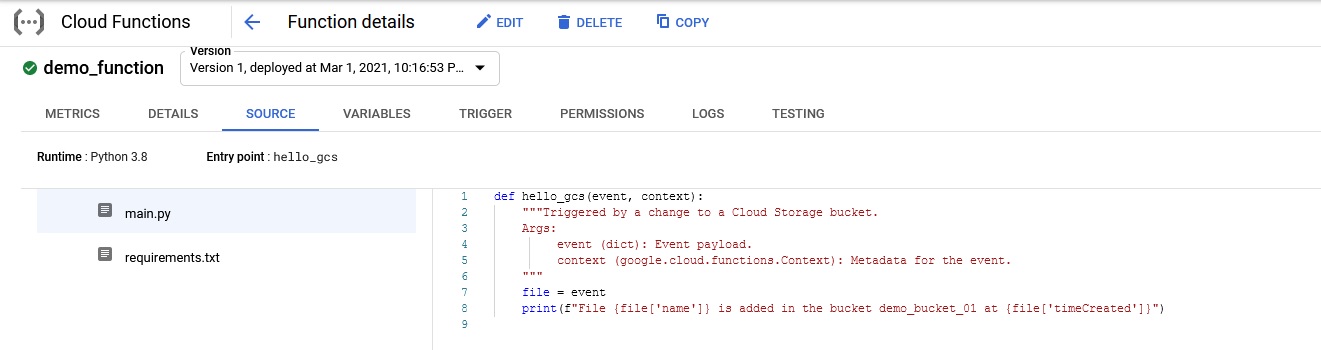 Cloud Functions Function details EDIT DELETE COPY
Version
demo_function Version 1, deployed at Mar 1, 2021, 10:16:53 P...
METRICS DETAILS SOURCE VARIABLES TRIGGER PERMISSIONS LOGS TESTING
Runtime : Python 3.8 Entry point : hello_gcs
main.py
requirements.txt
1 def hello_gcs(event, context):
2 """Triggered by a change to a Cloud Storage bucket.
3 Args:
4 event (dict): Event payload.
5 context (google.cloud.functions.Context): Metadata for the event.
6 """
7 file = event
8 print(f"File {file['name']} is added in the bucket demo_bucket_01 at {file['timeCreated']}")
9